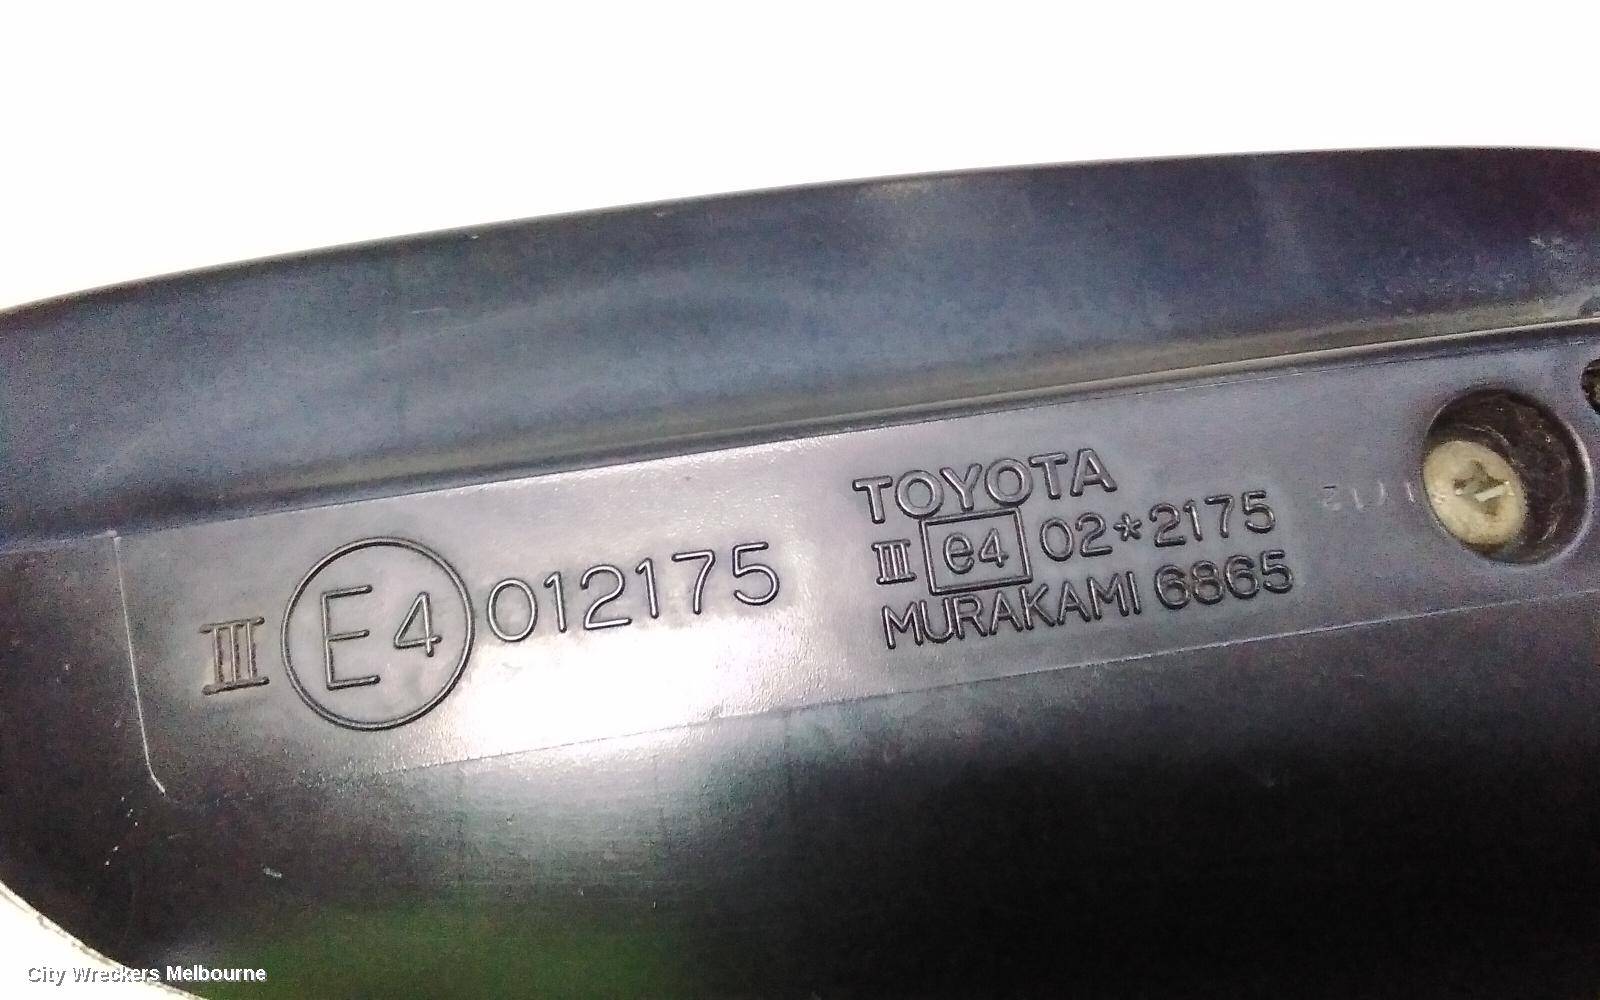 III E4 012175
TOYOTA
III e4 02*2175
MURAKAMI 6865
City Wreckers Melbourne